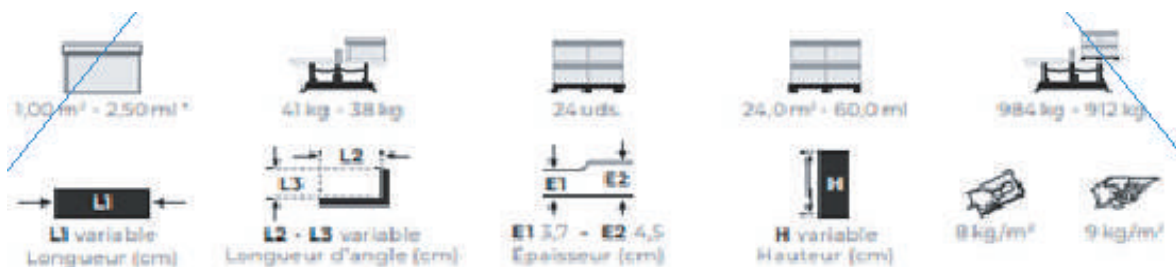 1,00 m² - 2,50 ml *
41 kg - 38 kg
24 uds.
24,0 m² - 60,0 ml
984 kg - 912 kg
L1
L2
L3
E1
E2
H
L1 variable
Longueur (cm)
L2 - L3 variable
Longueur d'angle (cm)
E1 3,7 - E2 4,5
Épaisseur (cm)
H variable
Hauteur (cm)
8 kg/m²
9 kg/m²